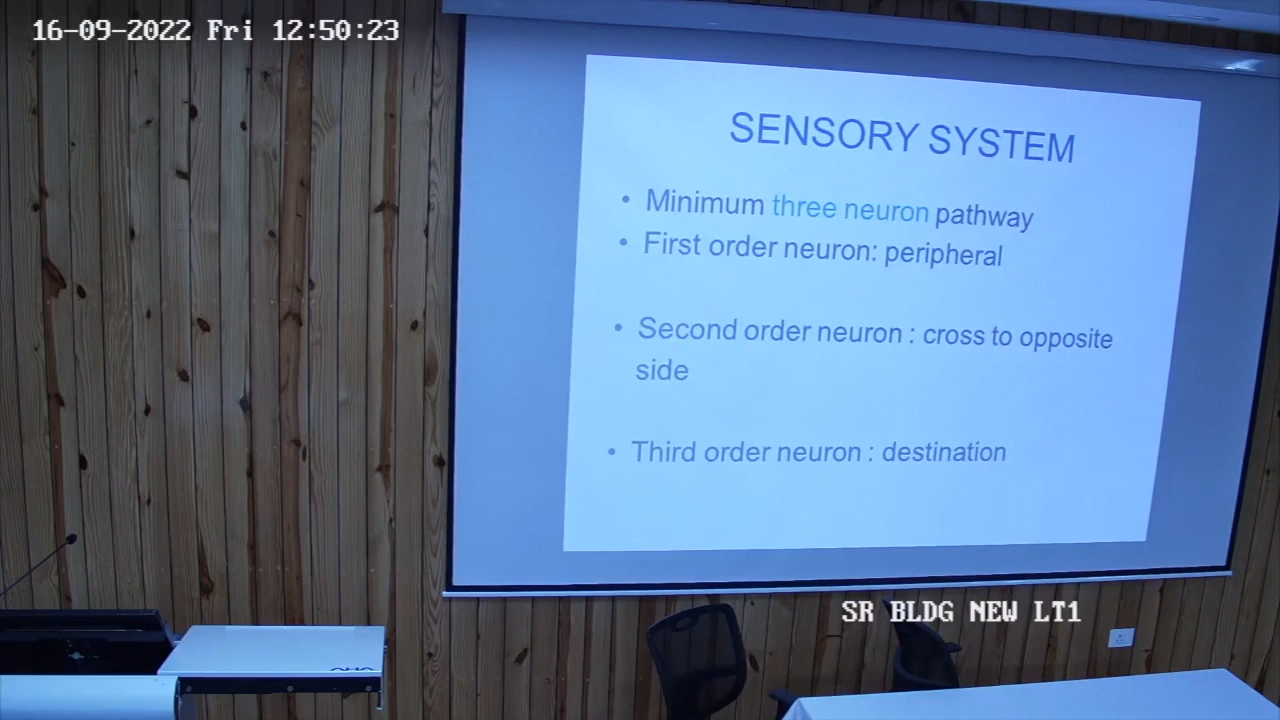 16-09-2022 Fri 12:50:23
SENSORY SYSTEM
• Minimum three neuron pathway
• First order neuron: peripheral
• Second order neuron : cross to opposite
side
• Third order neuron : destination
SR BLDG NEW LT1
AHA